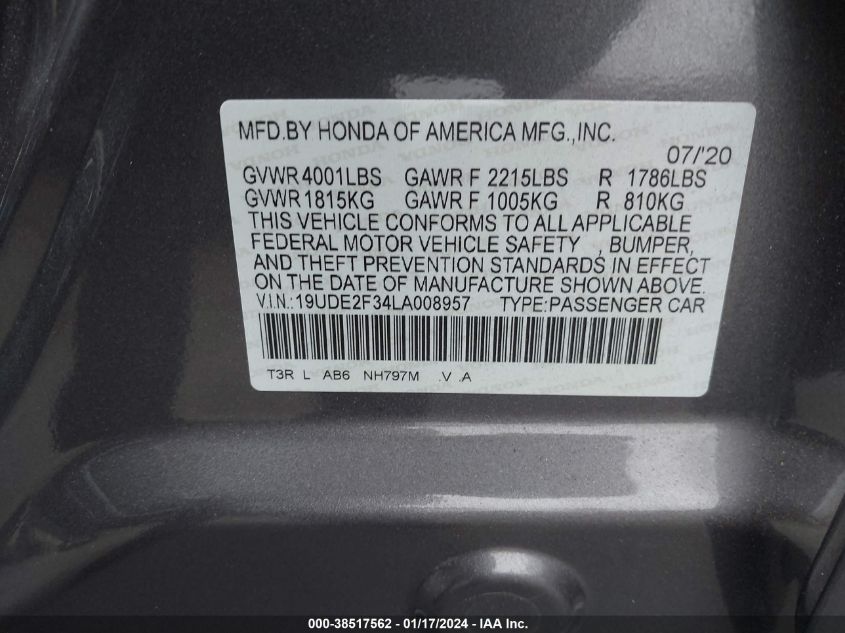 MFD.BY HONDA OF AMERICA MFG.,INC.
07/'20
GVWR 4001LBS GAWR F 2215LBS R 1786LBS
GVWR 1815KG GAWR F 1005KG R 810KG
THIS VEHICLE CONFORMS TO ALL APPLICABLE
FEDERAL MOTOR VEHICLE SAFETY , BUMPER,
AND THEFT PREVENTION STANDARDS IN EFFECT
ON THE DATE OF MANUFACTURE SHOWN ABOVE.
V.I.N.:19UDE2F34LA008957 TYPE:PASSENGER CAR
T3R L AB6 NH797M .V .A
000-38517562 - 01/17/2024 - IAA Inc.